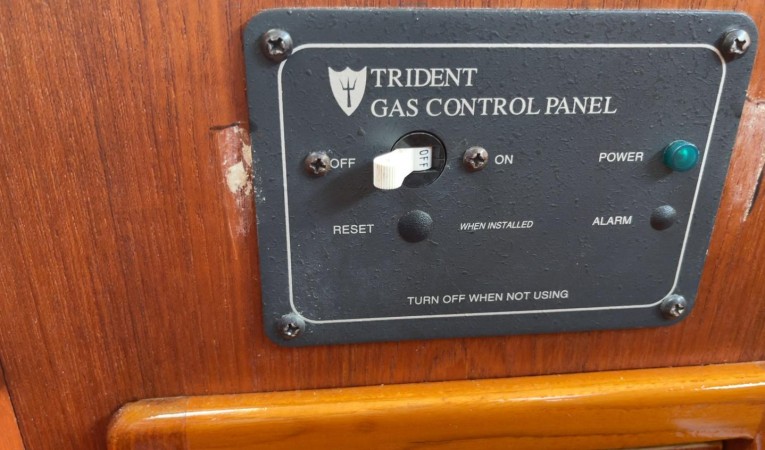 TRIDENT
GAS CONTROL PANEL
OFF
OFF
ON
POWER
RESET
WHEN INSTALLED
ALARM
TURN OFF WHEN NOT USING